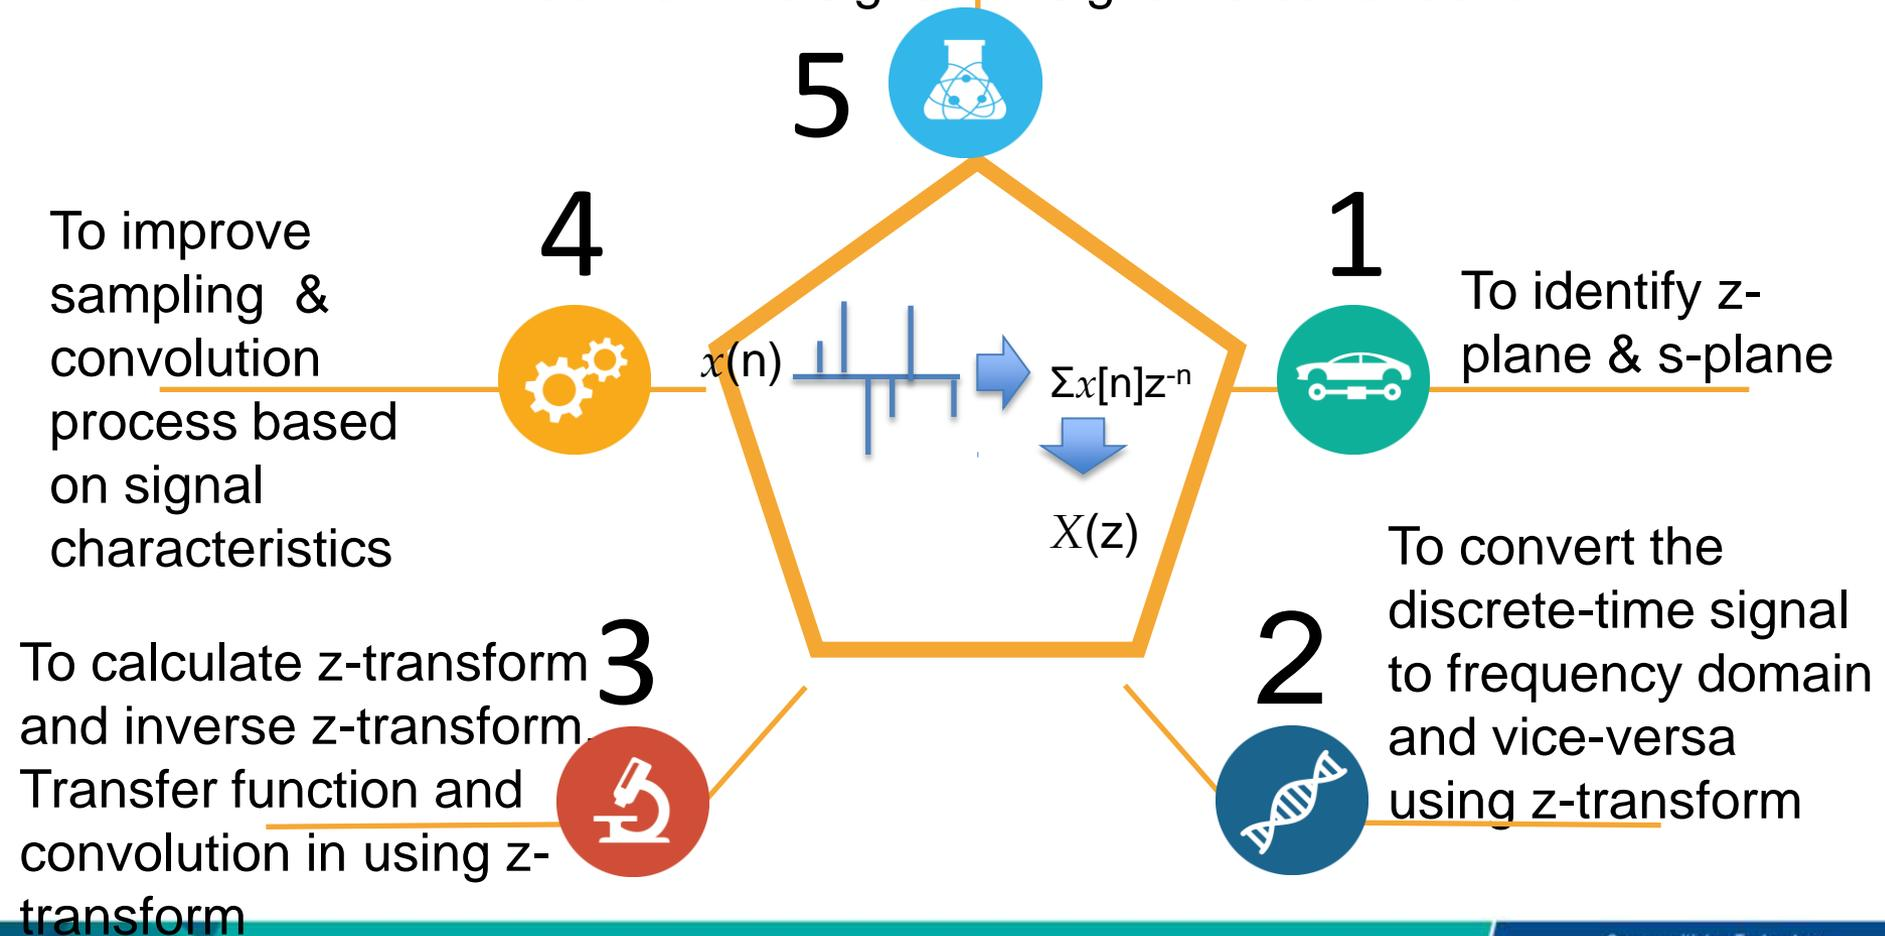 5
4
To improve
sampling &
convolution
process based
on signal
characteristics
1
To identify z-
plane & s-plane
x(n)
Σx[n]z⁻ⁿ
X(z)
3
To calculate z-transform
and inverse z-transform.
Transfer function and
convolution in using z-
transform
2
To convert the
discrete-time signal
to frequency domain
and vice-versa
using z-transform